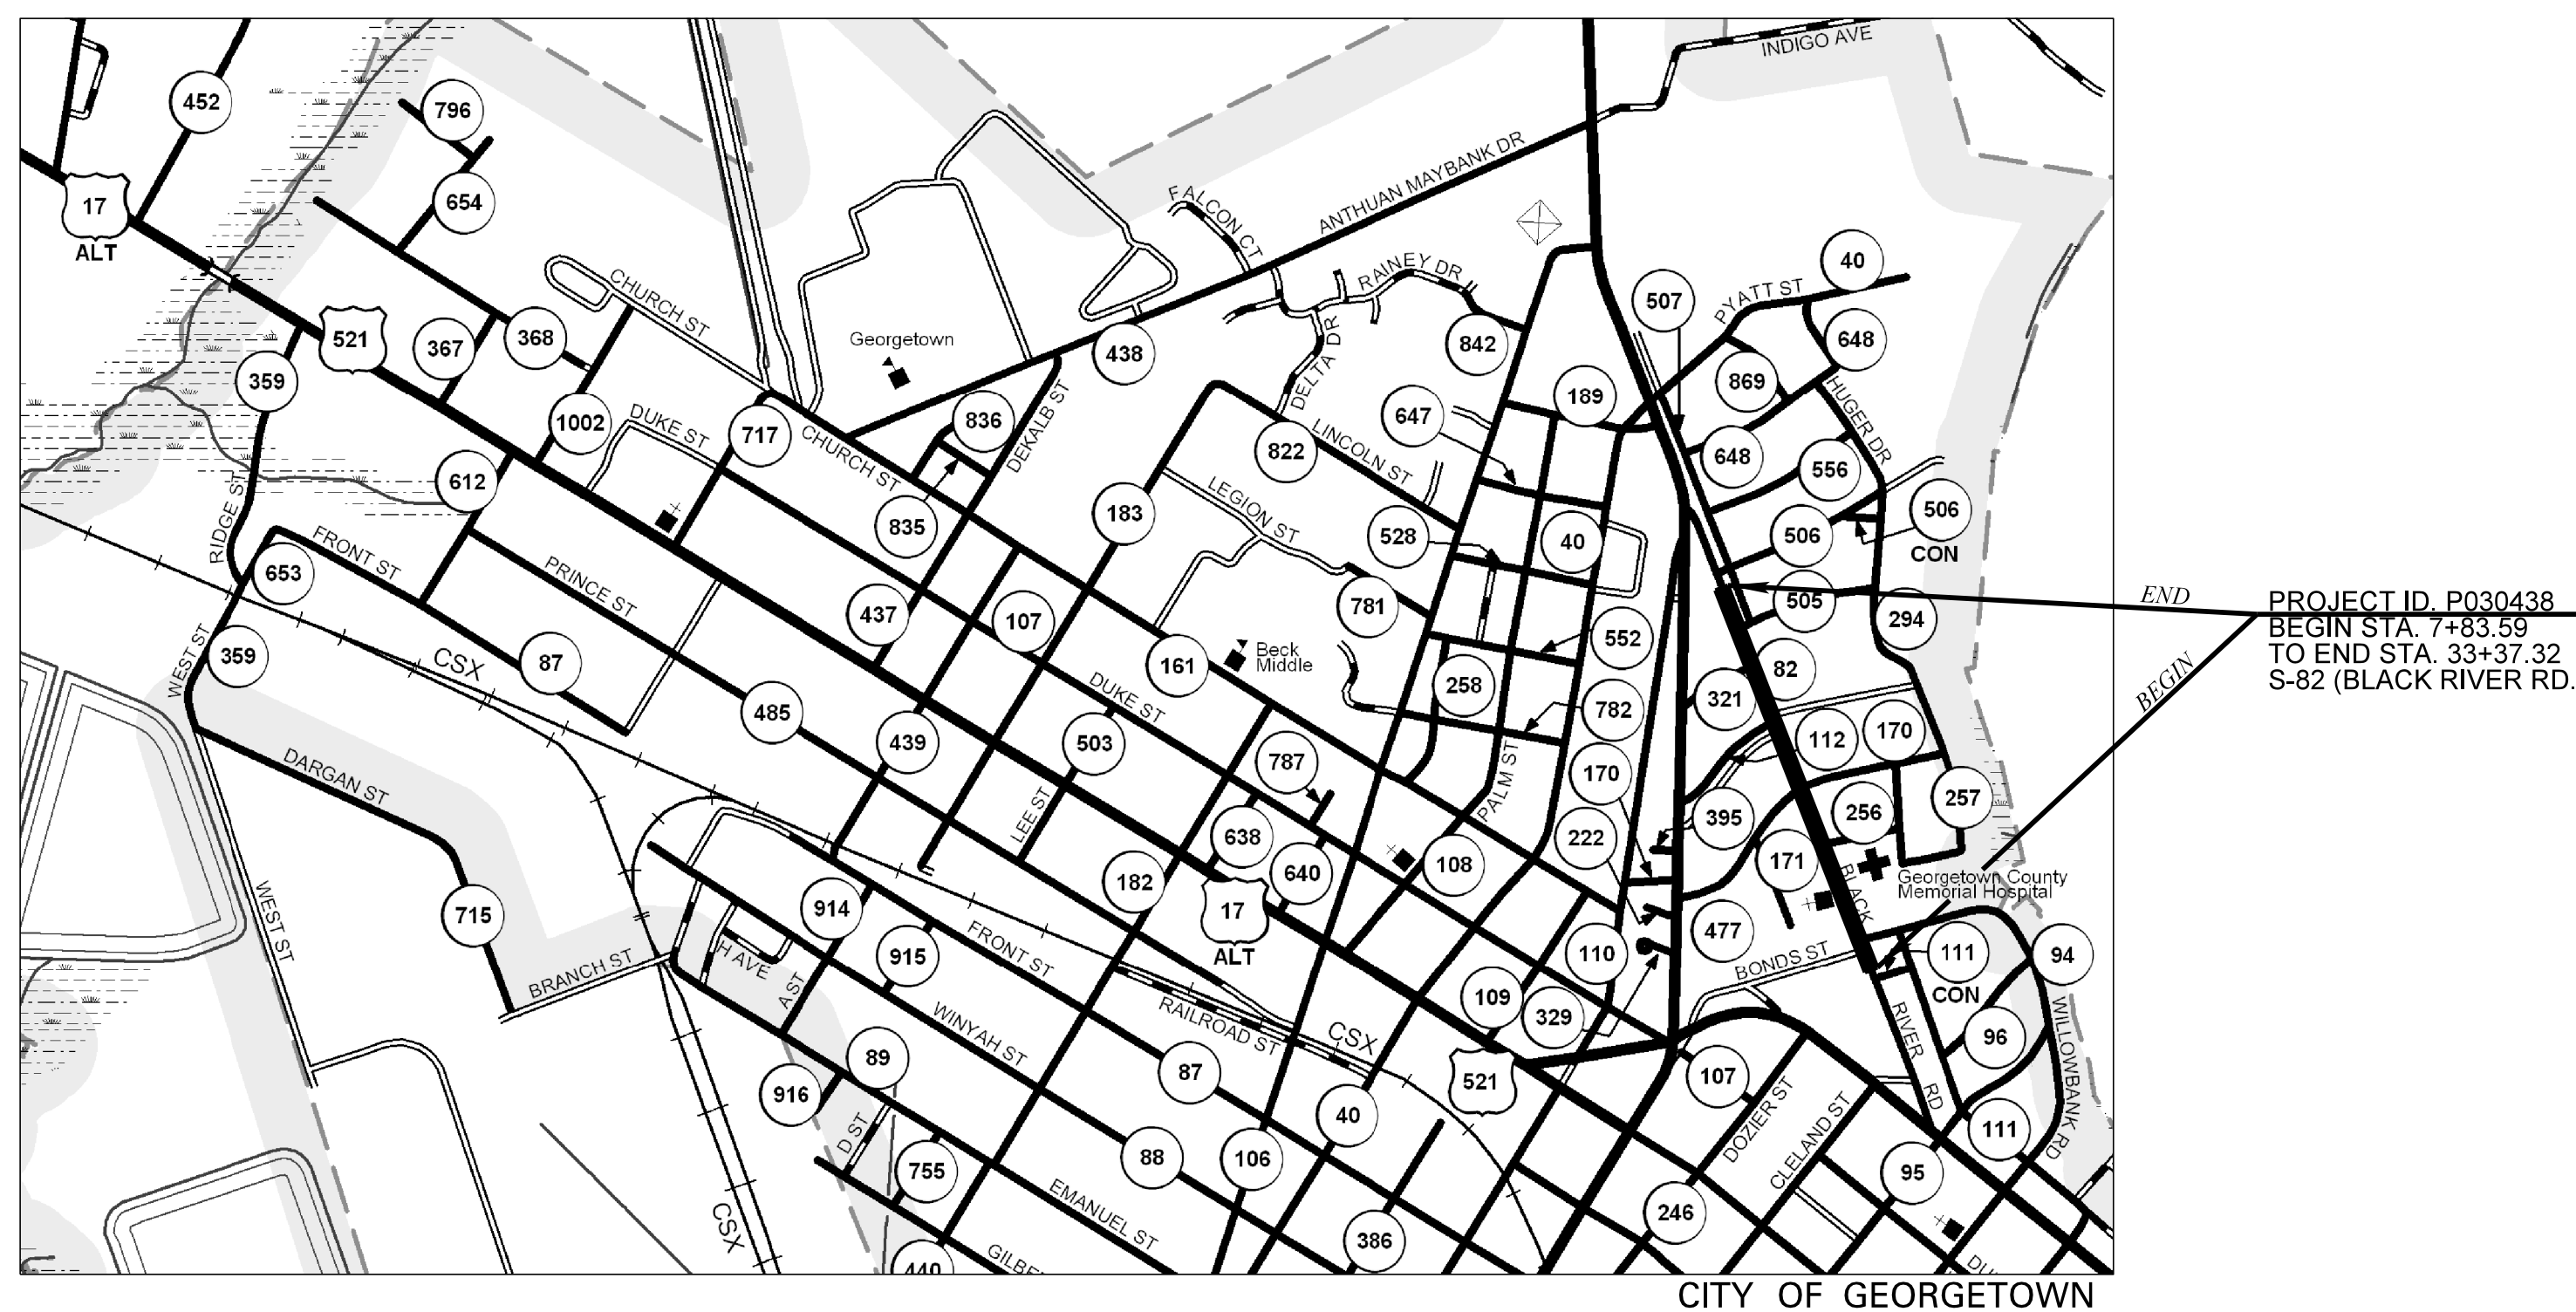 INDIGO AVE
452
796
17
ALT
654
ANTHUAN MAYBANK DR
FALCON CT
40
RAINEY DR
507
PYATT ST
CHURCH ST
521
367
368
Georgetown
438
842
648
359
DELTA DR
869
HUGER DR
189
647
836
DEKALB ST
1002
DUKE ST
717
CHURCH ST
822
LINCOLN ST
648
556
612
835
183
LEGION ST
528
40
506
506
CON
RIDGE ST
FRONT ST
653
PRINCE ST
781
505
END
PROJECT ID. P030438
BEGIN STA. 7+83.59
TO END STA. 33+37.32
S-82 (BLACK RIVER RD.
BEGIN
437
107
294
552
WEST ST
359
CSX
87
161
Beck
Middle
82
258
321
485
DUKE ST
782
439
503
112
170
DARGAN ST
787
170
PALM ST
257
LEE ST
638
222
395
256
640
108
171
182
BLACK
Georgetown County
Memorial Hospital
715
914
17
ALT
WEST ST
477
915
FRONT ST
110
BONDS ST
111
CON
94
H AVE
BRANCH ST
A ST
109
329
RAILROAD ST
CSX
WINYAH ST
RIVER
RD
96
WILLOWBANK RD
89
87
521
107
916
40
DOZIER ST
CLELAND ST
111
D ST
755
88
106
95
CSX
EMANUEL ST
246
386
440
GILBE
DU
CITY OF GEORGETOWN